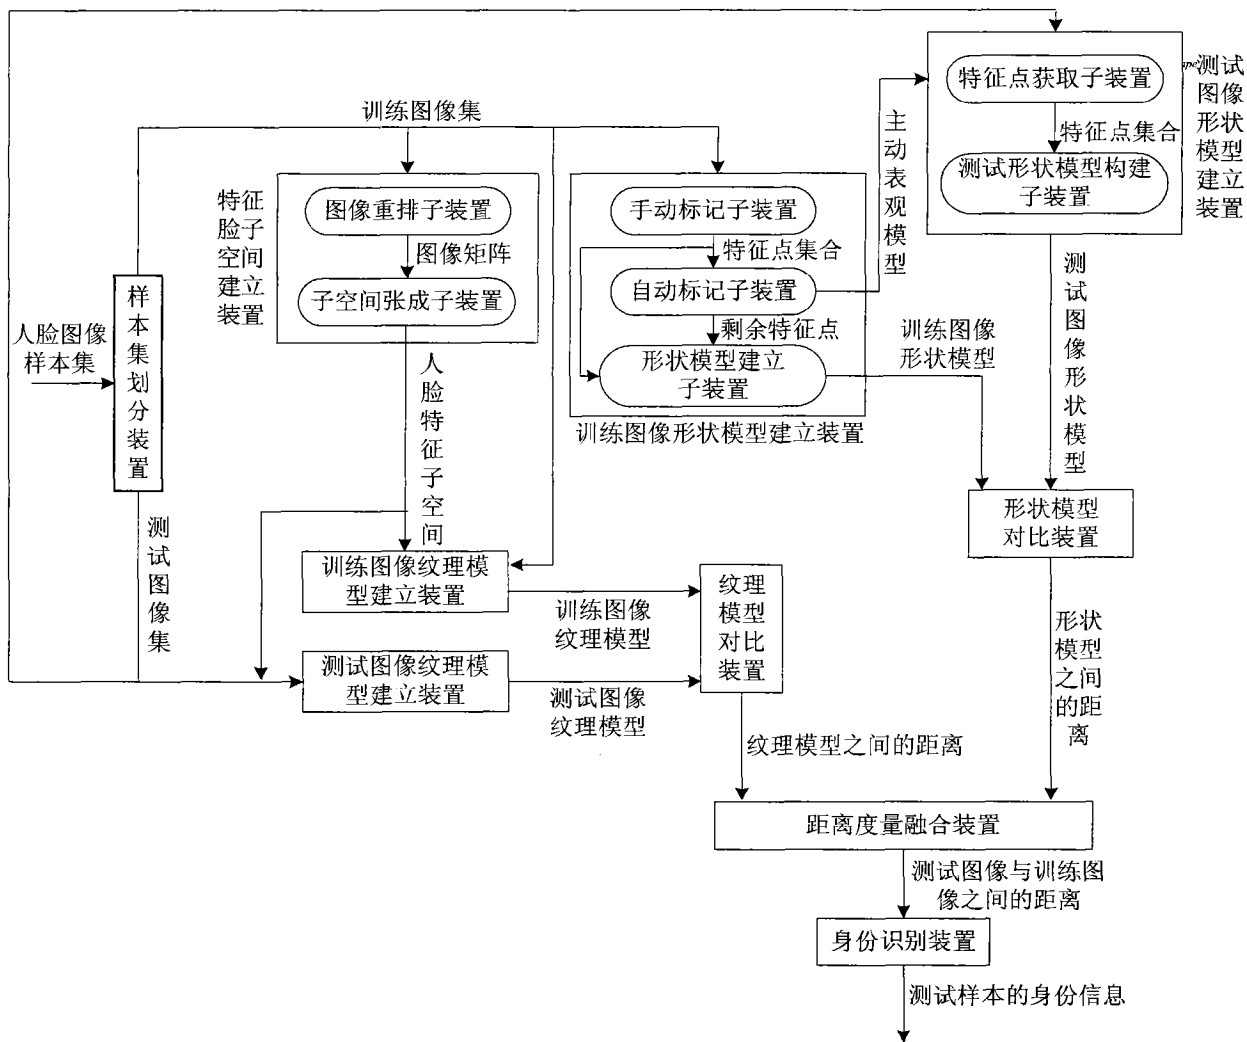 训练图像集
特征点获取子装置
特征点集合
测试形状模型构建
子装置
测试
图像
形状
模型
建立
装置
主动表观模型
特征
脸子
空间
建立
装置
图像重排子装置
图像矩阵
子空间张成子装置
手动标记子装置
特征点集合
自动标记子装置
剩余特征点
形状模型建立
子装置
训练图像形状模型建立装置
人脸图像
样本集
样本集划分装置
人脸特征子空间
训练图像
形状模型
测试图像形状模型
测试图像集
形状模型
对比装置
训练图像纹理模
型建立装置
训练图像
纹理模型
纹理
模型
对比
装置
测试图像纹理模
型建立装置
测试图像
纹理模型
形状
模型
之间
的距
离
纹理模型之间的距离
距离度量融合装置
测试图像与训练图
像之间的距离
身份识别装置
测试样本的身份信息